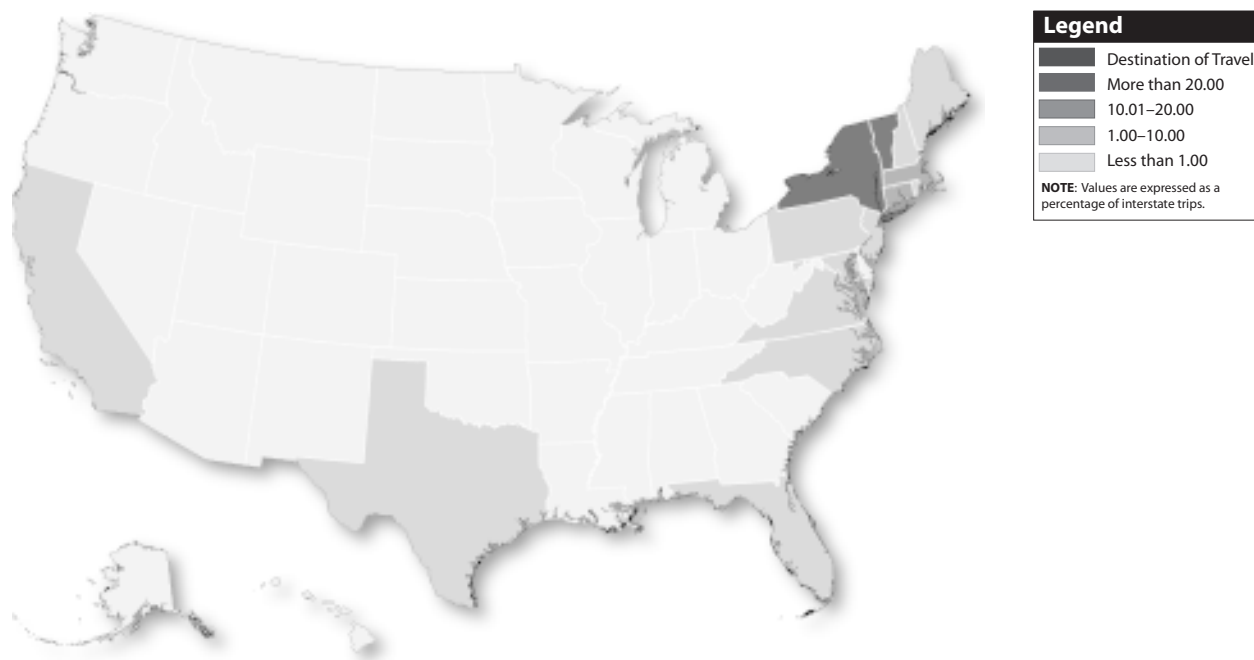 Legend
Destination of Travel
More than 20.00
10.01–20.00
1.00–10.00
Less than 1.00
NOTE: Values are expressed as a
percentage of interstate trips.